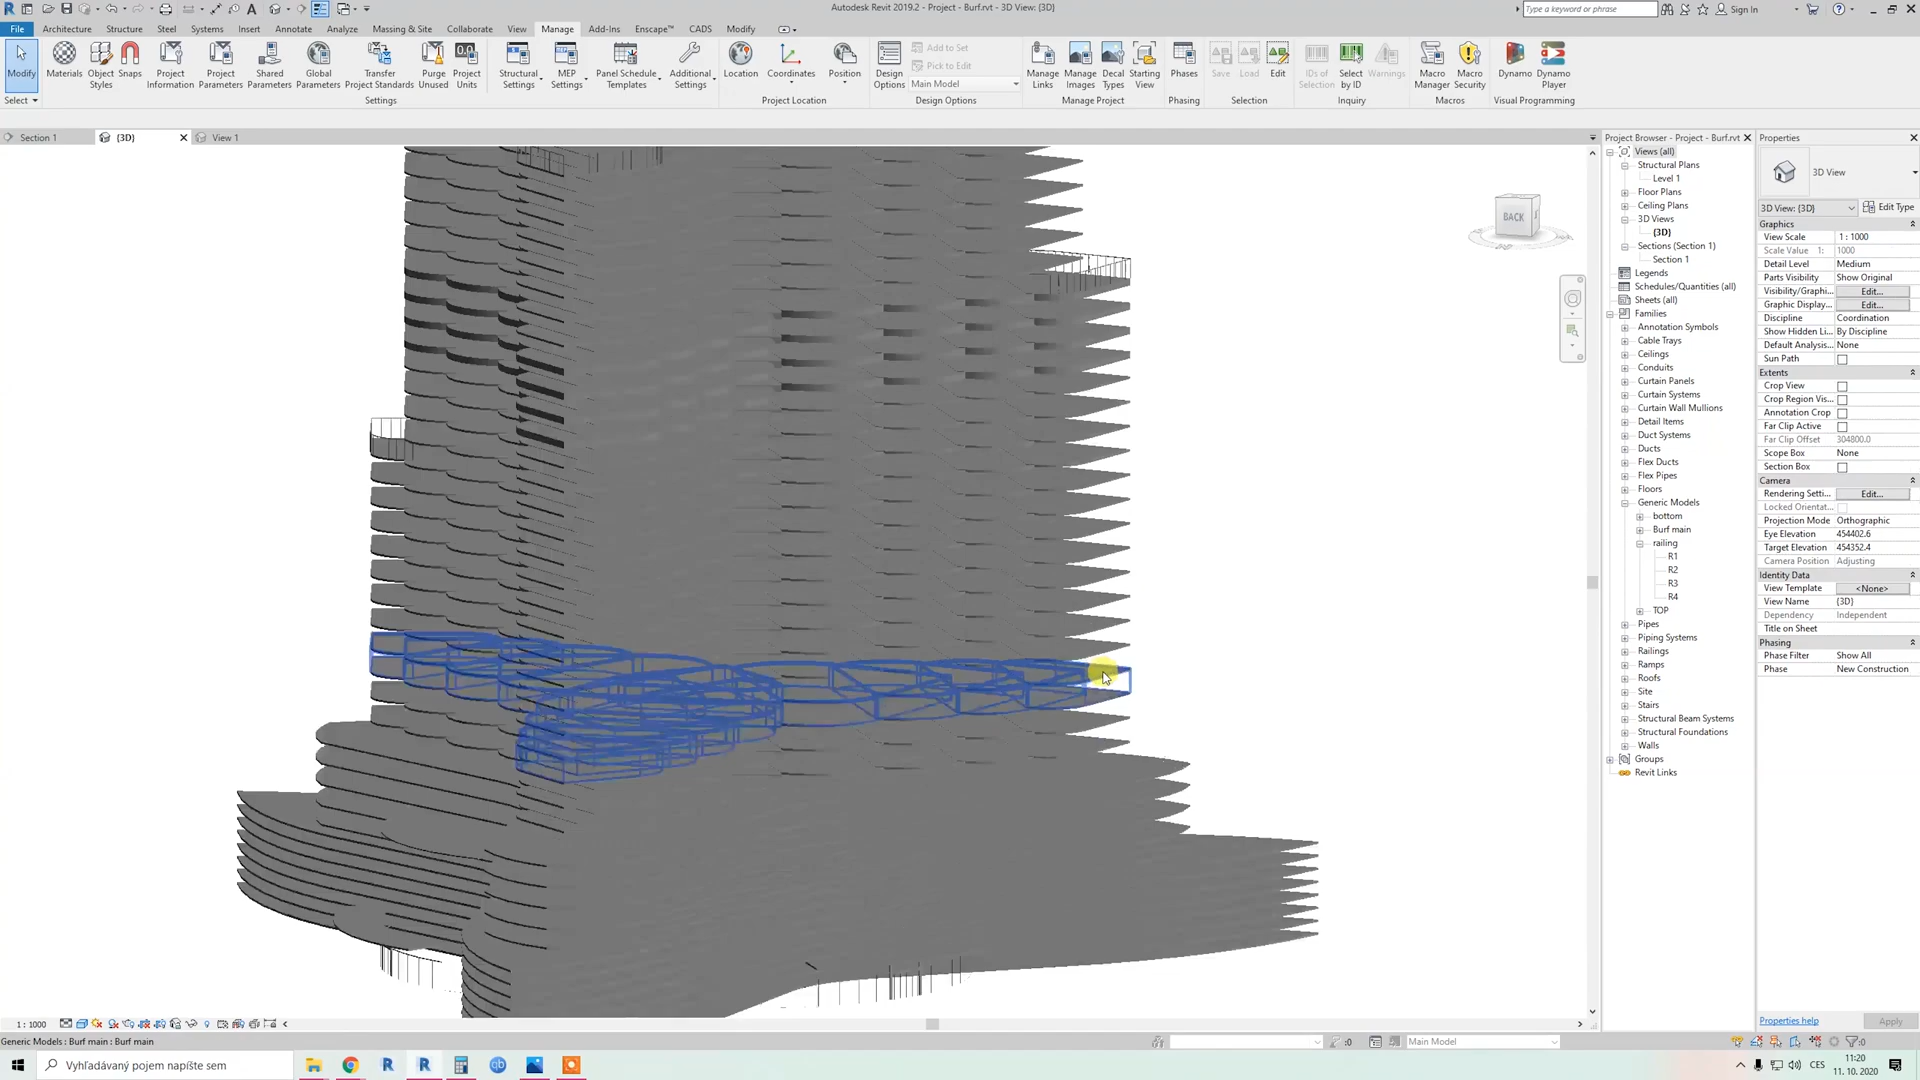 Autodesk Revit 2019.2 - Project - Burf.rvt - 3D View: {3D}
Type a keyword or phrase
Sign In
File Architecture Structure Steel Systems Insert Annotate Analyze Massing & Site Collaborate View Manage Add-Ins Enscape™ CADS Modify
Modify
Materials
Object Styles
Snaps
Project Information
Project Parameters
Shared Parameters
Global Parameters
Transfer Project Standards
Purge Unused
Project Units
Structural Settings
MEP Settings
Panel Schedule Templates
Additional Settings
Location
Coordinates
Position
Design Options
Add to Set
Pick to Edit
Main Model
Manage Links
Manage Images
Decal Types
Starting View
Phases
Save
Load
Edit
IDs of Selection
Select by ID
Warnings
Macro Manager
Macro Security
Dynamo
Dynamo Player
Select
Settings
Project Location
Design Options
Manage Project
Phasing
Selection
Inquiry
Macros
Visual Programming
Section 1
{3D}
View 1
BACK
Project Browser - Project - Burf.rvt
Views (all)
Structural Plans
Level 1
Floor Plans
Ceiling Plans
3D Views
{3D}
Sections (Section 1)
Section 1
Legends
Schedules/Quantities (all)
Sheets (all)
Families
Annotation Symbols
Cable Trays
Ceilings
Conduits
Curtain Panels
Curtain Systems
Curtain Wall Mullions
Detail Items
Duct Systems
Ducts
Flex Ducts
Flex Pipes
Floors
Generic Models
bottom
Burf main
railing
R1
R2
R3
R4
TOP
Pipes
Piping Systems
Railings
Ramps
Roofs
Site
Stairs
Structural Beam Systems
Structural Foundations
Walls
Groups
Revit Links
Properties
3D View
3D View: {3D}
Edit Type
Graphics
View Scale 1 : 1000
Scale Value 1: 1000
Detail Level Medium
Parts Visibility Show Original
Visibility/Graphi... Edit...
Graphic Display... Edit...
Discipline Coordination
Show Hidden Li... By Discipline
Default Analysis... None
Sun Path
Extents
Crop View
Crop Region Vis...
Annotation Crop
Far Clip Active
Far Clip Offset 304800.0
Scope Box None
Section Box
Camera
Rendering Setti... Edit...
Locked Orientat...
Projection Mode Orthographic
Eye Elevation 454402.6
Target Elevation 454352.4
Camera Position Adjusting
Identity Data
View Template <None>
View Name {3D}
Dependency Independent
Title on Sheet
Phasing
Phase Filter Show All
Phase New Construction
Properties help
Apply
1 : 1000
Generic Models : Burf main : Burf main
:0
Main Model
:0
Vyhľadávaný pojem napíšte sem
CES
11:20
11. 10. 2020